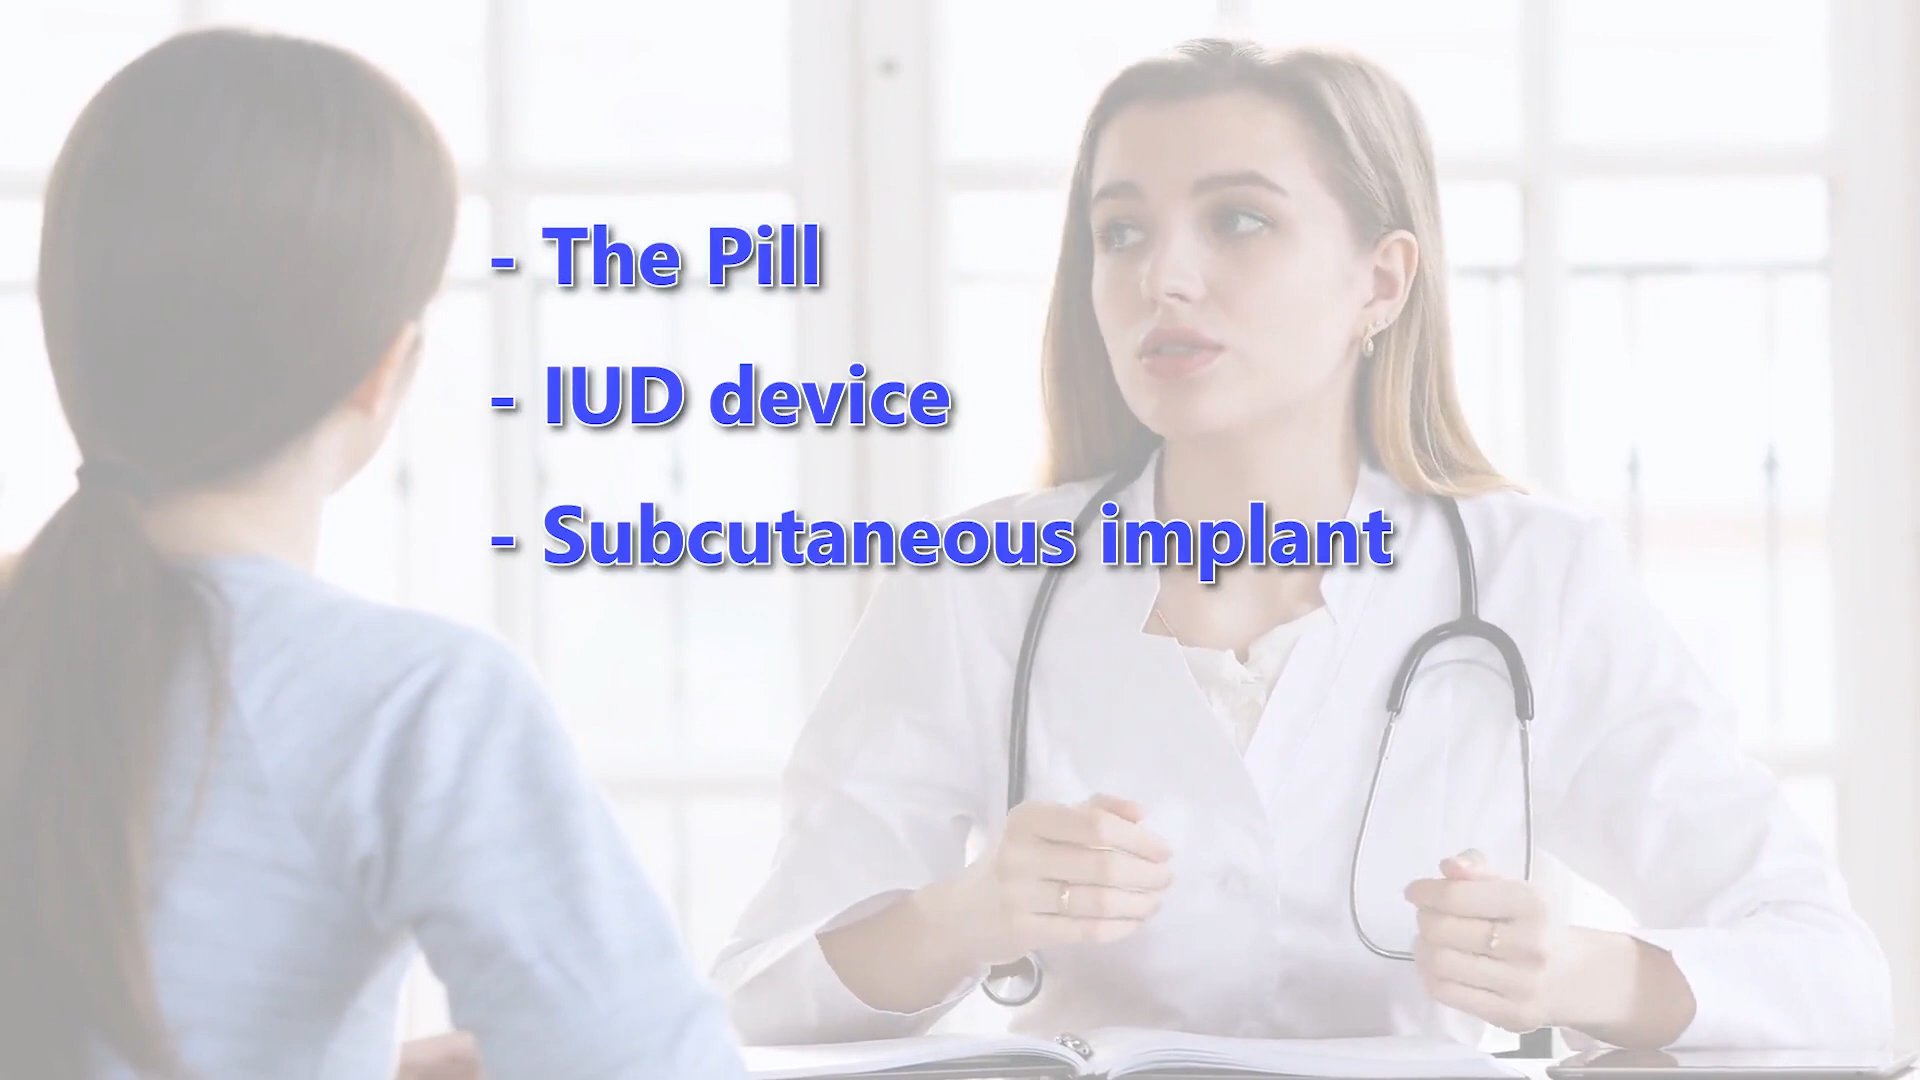 - The Pill
- IUD device
- Subcutaneous implant